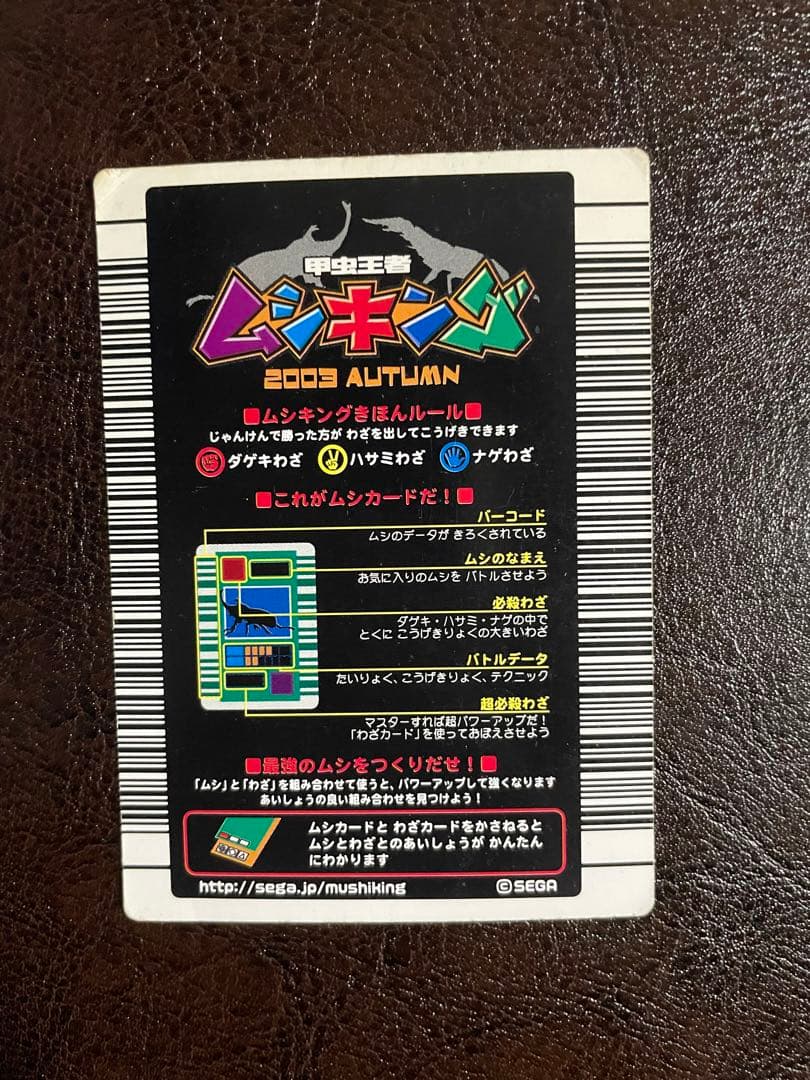 甲虫王者
ムシキング
2003 AUTUMN
■ムシキングきほんルール■
じゃんけんで勝った方が わざを出してこうげきできます
ダゲキわざ ハサミわざ ナゲわざ
■これがムシカードだ！■
バーコード
ムシのデータが きろくされている
ムシのなまえ
お気に入りのムシを バトルさせよう
必殺わざ
ダゲキ・ハサミ・ナゲの中で
とくに こうげきりょくの大きいわざ
バトルデータ
たいりょく、こうげきりょく、テクニック
超必殺わざ
マスターすれば超パワーアップだ！
「わざカード」を使っておぼえさせよう
■最強のムシをつくりだせ！■
「ムシ」と「わざ」を組み合わせて使うと、パワーアップして強くなります
あいしょうの良い組み合わせを見つけよう！
ムシカードと わざカードをかさねると
ムシとわざとのあいしょうが かんたん
にわかります
http://sega.jp/mushiking ©SEGA